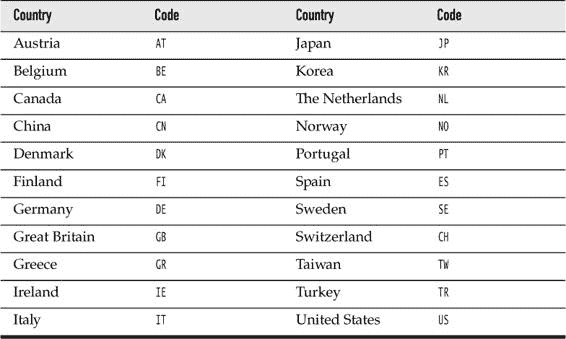 Country Code Country Code
Austria AT Japan JP
Belgium BE Korea KR
Canada CA The Netherlands NL
China CN Norway NO
Denmark DK Portugal PT
Finland FI Spain ES
Germany DE Sweden SE
Great Britain GB Switzerland CH
Greece GR Taiwan TW
Ireland IE Turkey TR
Italy IT United States US